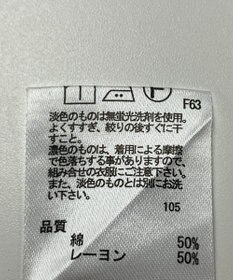 F63
淡色のものは無蛍光洗剤を使用。
よくすすぎ、絞りの後すぐに干
すこと。
濃色のものは、着用による摩擦
で色落ちする事がありますので、
組み合せの衣服にご注意下さい。
また、淡色のものとは別にお洗
い下さい。
105
品質
綿 50%
レーヨン 50%